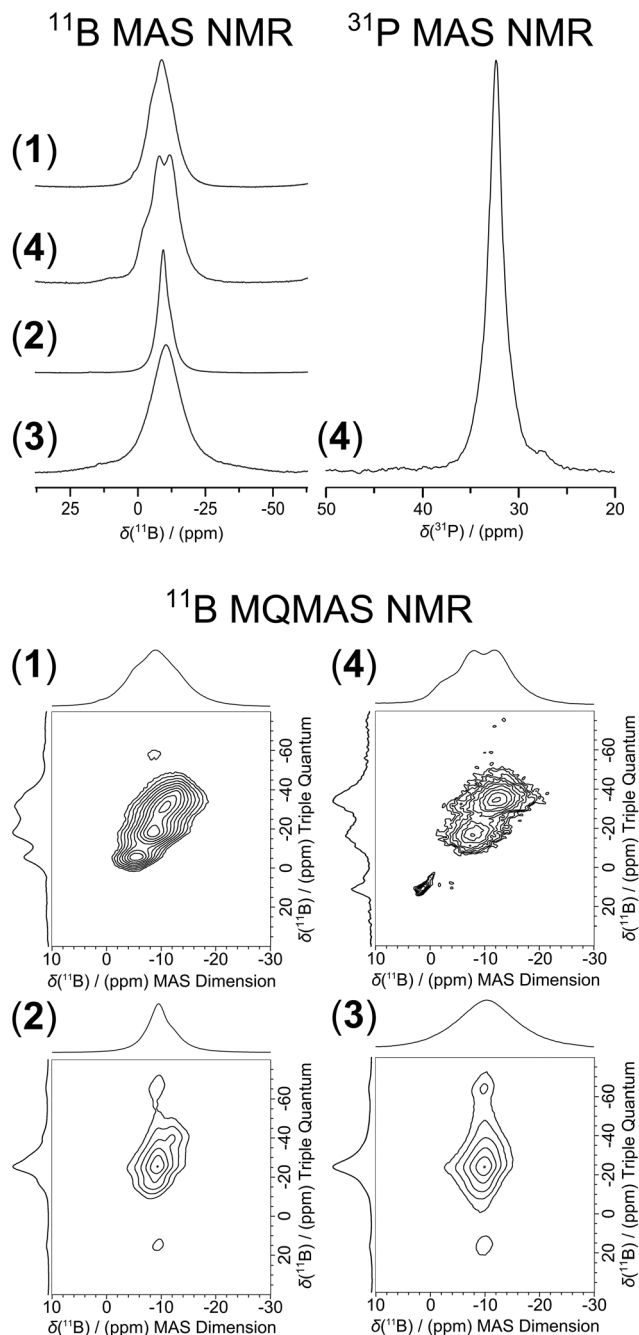 ¹¹B MAS NMR
³¹P MAS NMR
(1)
(4)
(2)
(3)
(4)
25 0 -25 -50
δ(¹¹B) / (ppm)
50 40 30 20
δ(³¹P) / (ppm)
¹¹B MQMAS NMR
(1)
-60
-40
-20
0
20
δ(¹¹B) / (ppm) Triple Quantum
10 0 -10 -20 -30
δ(¹¹B) / (ppm) MAS Dimension
(4)
-60
-40
-20
0
20
δ(¹¹B) / (ppm) Triple Quantum
10 0 -10 -20 -30
δ(¹¹B) / (ppm) MAS Dimension
(2)
-60
-40
-20
0
20
δ(¹¹B) / (ppm) Triple Quantum
10 0 -10 -20 -30
δ(¹¹B) / (ppm) MAS Dimension
(3)
-60
-40
-20
0
20
δ(¹¹B) / (ppm) Triple Quantum
10 0 -10 -20 -30
δ(¹¹B) / (ppm) MAS Dimension